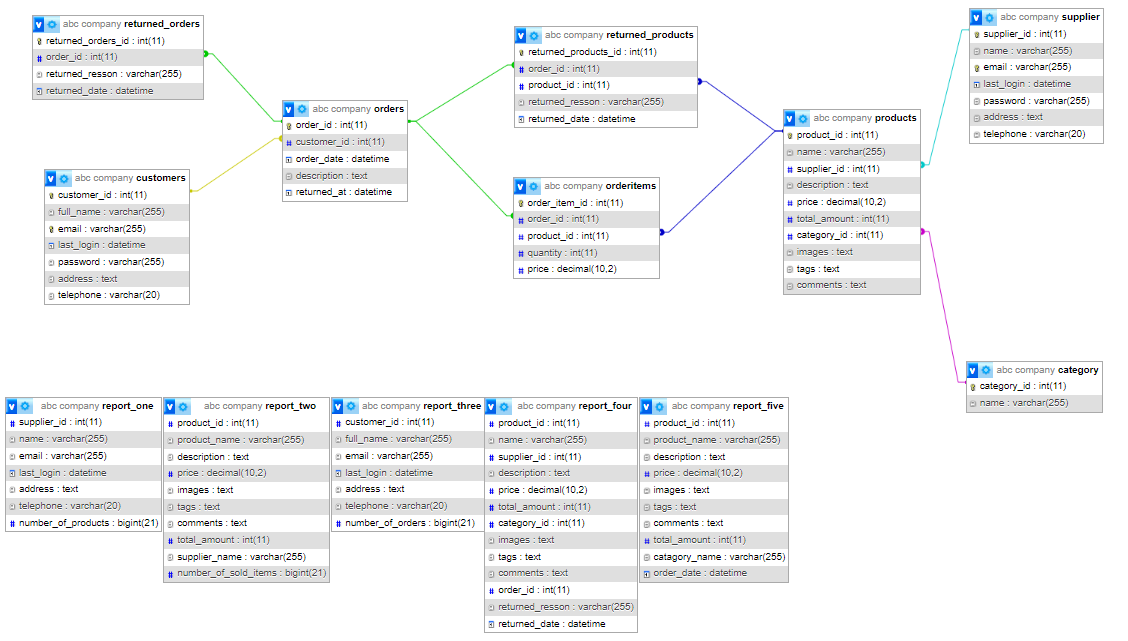 abc company returned_orders
returned_orders_id : int(11)
order_id : int(11)
returned_resson : varchar(255)
returned_date : datetime
abc company returned_products
returned_products_id : int(11)
order_id : int(11)
product_id : int(11)
returned_resson : varchar(255)
returned_date : datetime
abc company supplier
supplier_id : int(11)
name : varchar(255)
email : varchar(255)
last_login : datetime
password : varchar(255)
address : text
telephone : varchar(20)
abc company orders
order_id : int(11)
customer_id : int(11)
order_date : datetime
description : text
returned_at : datetime
abc company products
product_id : int(11)
name : varchar(255)
supplier_id : int(11)
description : text
price : decimal(10,2)
total_amount : int(11)
category_id : int(11)
images : text
tags : text
comments : text
abc company customers
customer_id : int(11)
full_name : varchar(255)
email : varchar(255)
last_login : datetime
password : varchar(255)
address : text
telephone : varchar(20)
abc company orderitems
order_item_id : int(11)
order_id : int(11)
product_id : int(11)
quantity : int(11)
price : decimal(10,2)
abc company category
category_id : int(11)
name : varchar(255)
abc company report_one
supplier_id : int(11)
name : varchar(255)
email : varchar(255)
last_login : datetime
address : text
telephone : varchar(20)
number_of_products : bigint(21)
abc company report_two
product_id : int(11)
product_name : varchar(255)
description : text
price : decimal(10,2)
images : text
tags : text
comments : text
total_amount : int(11)
supplier_name : varchar(255)
number_of_sold_items : bigint(21)
abc company report_three
customer_id : int(11)
full_name : varchar(255)
email : varchar(255)
last_login : datetime
address : text
telephone : varchar(20)
number_of_orders : bigint(21)
abc company report_four
product_id : int(11)
name : varchar(255)
supplier_id : int(11)
description : text
price : decimal(10,2)
total_amount : int(11)
category_id : int(11)
images : text
tags : text
comments : text
order_id : int(11)
returned_resson : varchar(255)
returned_date : datetime
abc company report_five
product_id : int(11)
product_name : varchar(255)
description : text
price : decimal(10,2)
images : text
tags : text
comments : text
total_amount : int(11)
catagory_name : varchar(255)
order_date : datetime